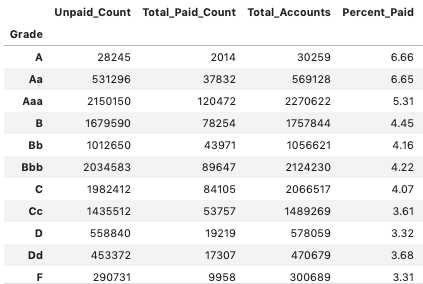 Unpaid_Count Total_Paid_Count Total_Accounts Percent_Paid
Grade
A 28245 2014 30259 6.66
Aa 531296 37832 569128 6.65
Aaa 2150150 120472 2270622 5.31
B 1679590 78254 1757844 4.45
Bb 1012650 43971 1056621 4.16
Bbb 2034583 89647 2124230 4.22
C 1982412 84105 2066517 4.07
Cc 1435512 53757 1489269 3.61
D 558840 19219 578059 3.32
Dd 453372 17307 470679 3.68
F 290731 9958 300689 3.31